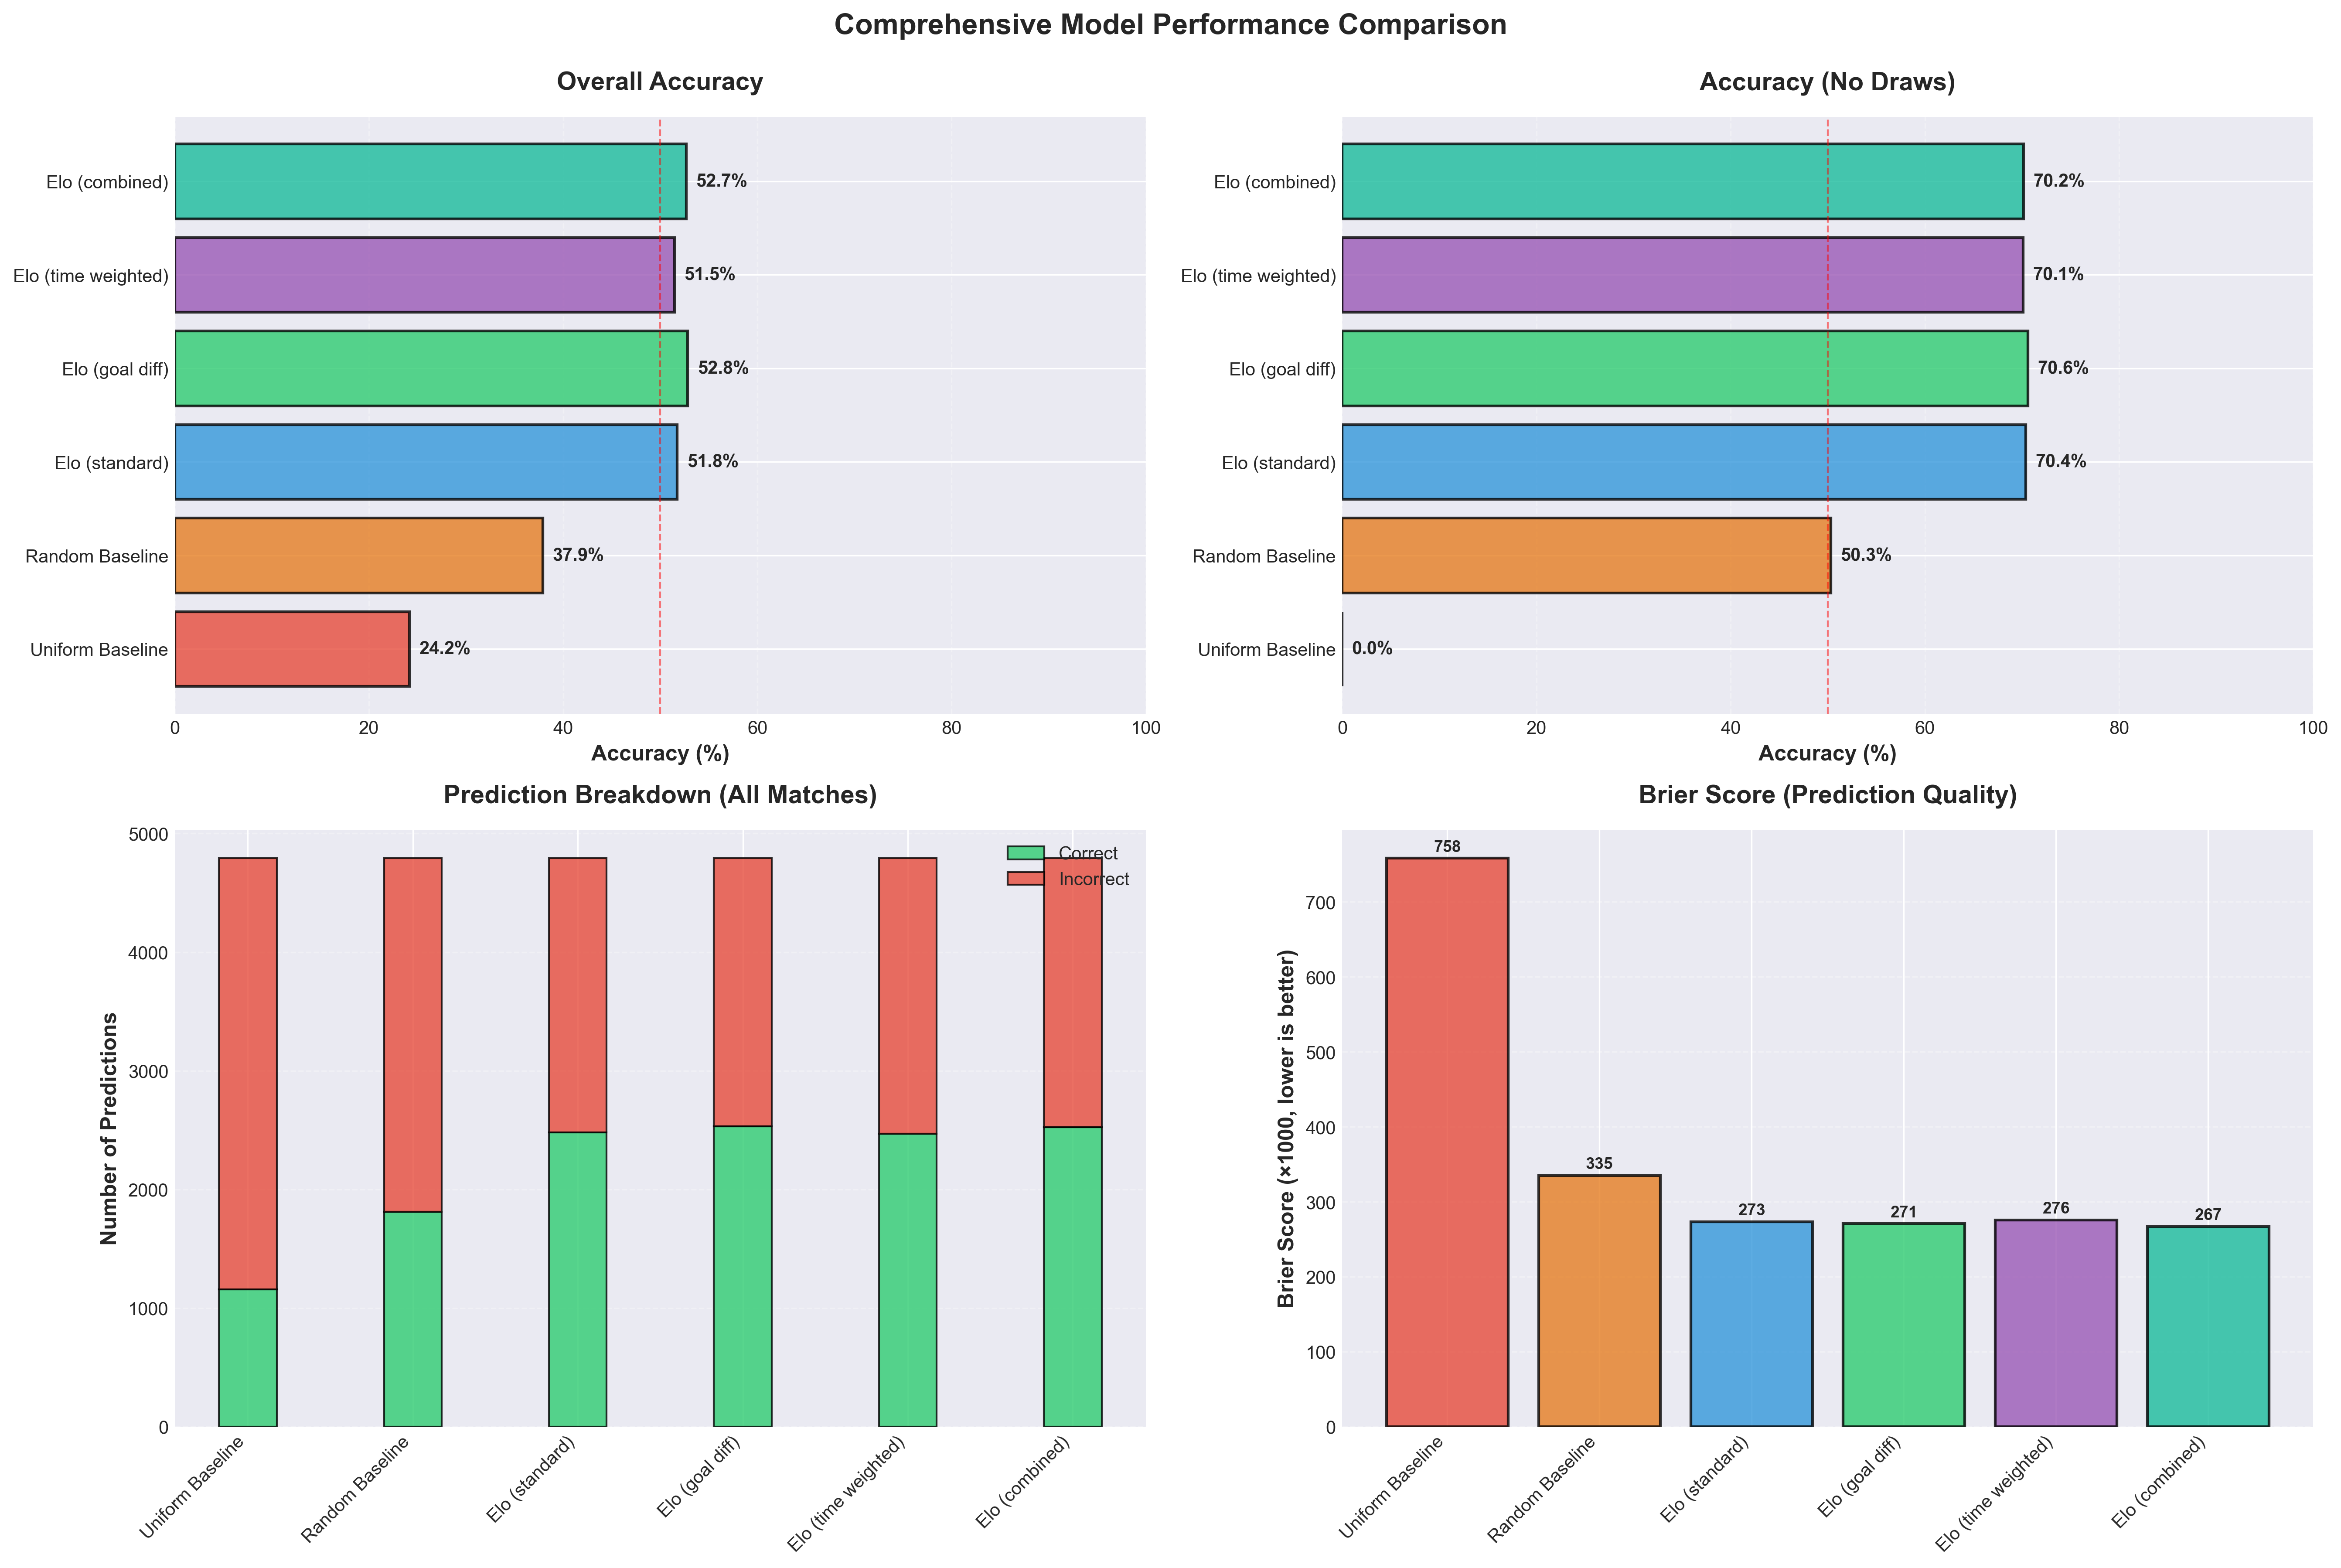 Comprehensive Model Performance Comparison
Overall Accuracy
Elo (combined)
52.7%
Elo (time weighted)
51.5%
Elo (goal diff)
52.8%
Elo (standard)
51.8%
Random Baseline
37.9%
Uniform Baseline
24.2%
0 20 40 60 80 100
Accuracy (%)
Accuracy (No Draws)
Elo (combined)
70.2%
Elo (time weighted)
70.1%
Elo (goal diff)
70.6%
Elo (standard)
70.4%
Random Baseline
50.3%
Uniform Baseline
0.0%
0 20 40 60 80 100
Accuracy (%)
Prediction Breakdown (All Matches)
Correct
Incorrect
Number of Predictions
5000
4000
3000
2000
1000
0
Uniform Baseline
Random Baseline
Elo (standard)
Elo (goal diff)
Elo (time weighted)
Elo (combined)
Brier Score (Prediction Quality)
Brier Score (×1000, lower is better)
700
600
500
400
300
200
100
0
758
335
273
271
276
267
Uniform Baseline
Random Baseline
Elo (standard)
Elo (goal diff)
Elo (time weighted)
Elo (combined)